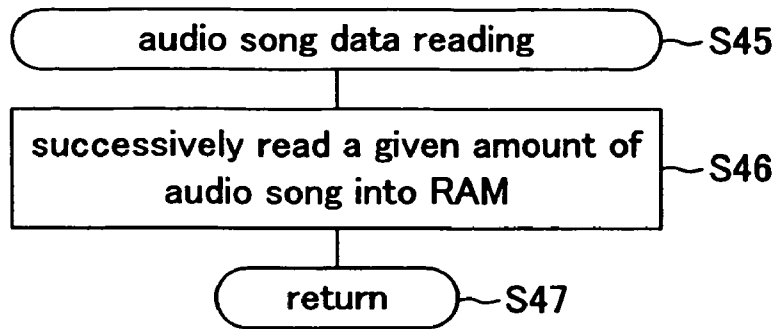 audio song data reading
S45
successively read a given amount of
audio song into RAM
S46
return
S47